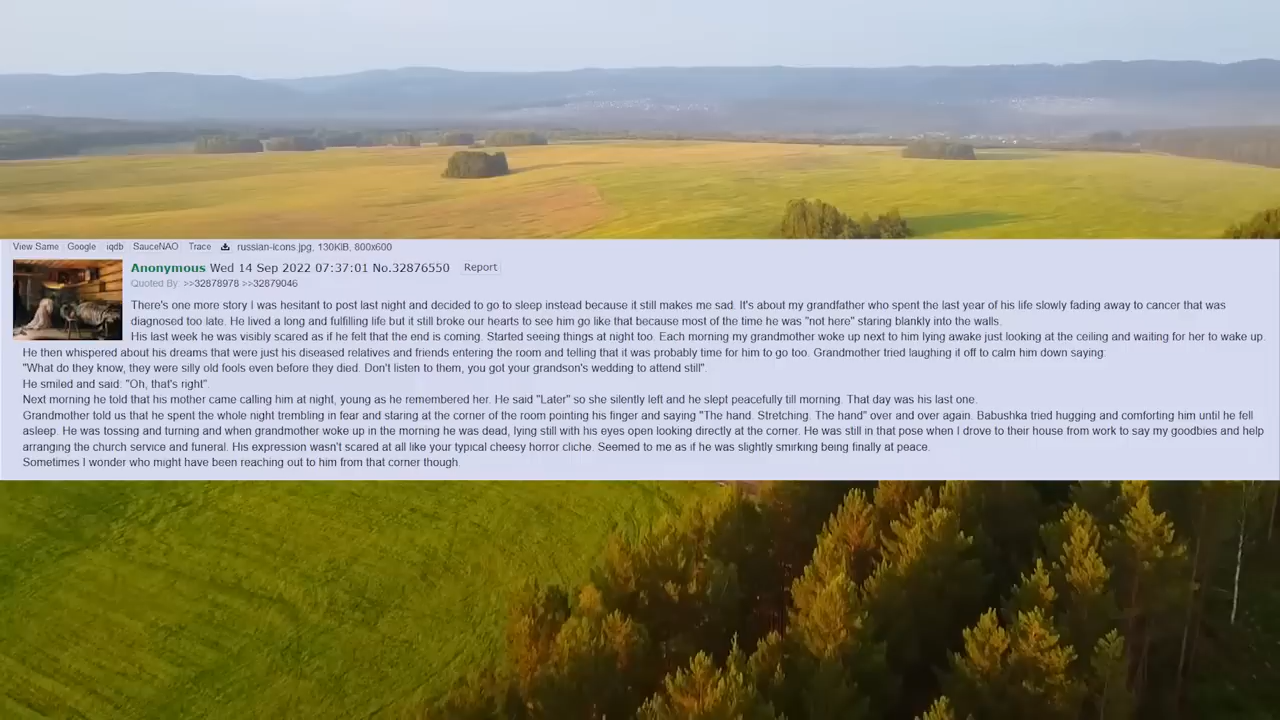 View Same Google iqdb SauceNAO Trace russian-icons.jpg, 130KiB, 800x600
Anonymous Wed 14 Sep 2022 07:37:01 No.32876550 Report
Quoted By: >>32878978 >>32879046
There's one more story I was hesitant to post last night and decided to go to sleep instead because it still makes me sad. It's about my grandfather who spent the last year of his life slowly fading away to cancer that was
diagnosed too late. He lived a long and fulfilling life but it still broke our hearts to see him go like that because most of the time he was "not here" staring blankly into the walls.
His last week he was visibly scared as if he felt that the end is coming. Started seeing things at night too. Each morning my grandmother woke up next to him lying awake just looking at the ceiling and waiting for her to wake up.
He then whispered about his dreams that were just his diseased relatives and friends entering the room and telling that it was probably time for him to go too. Grandmother tried laughing it off to calm him down saying:
"What do they know, they were silly old fools even before they died. Don't listen to them, you got your grandson's wedding to attend still".
He smiled and said: "Oh, that's right".
Next morning he told that his mother came calling him at night, young as he remembered her. He said "Later" so she silently left and he slept peacefully till morning. That day was his last one.
Grandmother told us that he spent the whole night trembling in fear and staring at the corner of the room pointing his finger and saying "The hand. Stretching. The hand" over and over again. Babushka tried hugging and comforting him until he fell
asleep. He was tossing and turning and when grandmother woke up in the morning he was dead, lying still with his eyes open looking directly at the corner. He was still in that pose when I drove to their house from work to say my goodbies and help
arranging the church service and funeral. His expression wasn't scared at all like your typical cheesy horror cliche. Seemed to me as if he was slightly smirking being finally at peace.
Sometimes I wonder who might have been reaching out to him from that corner though.